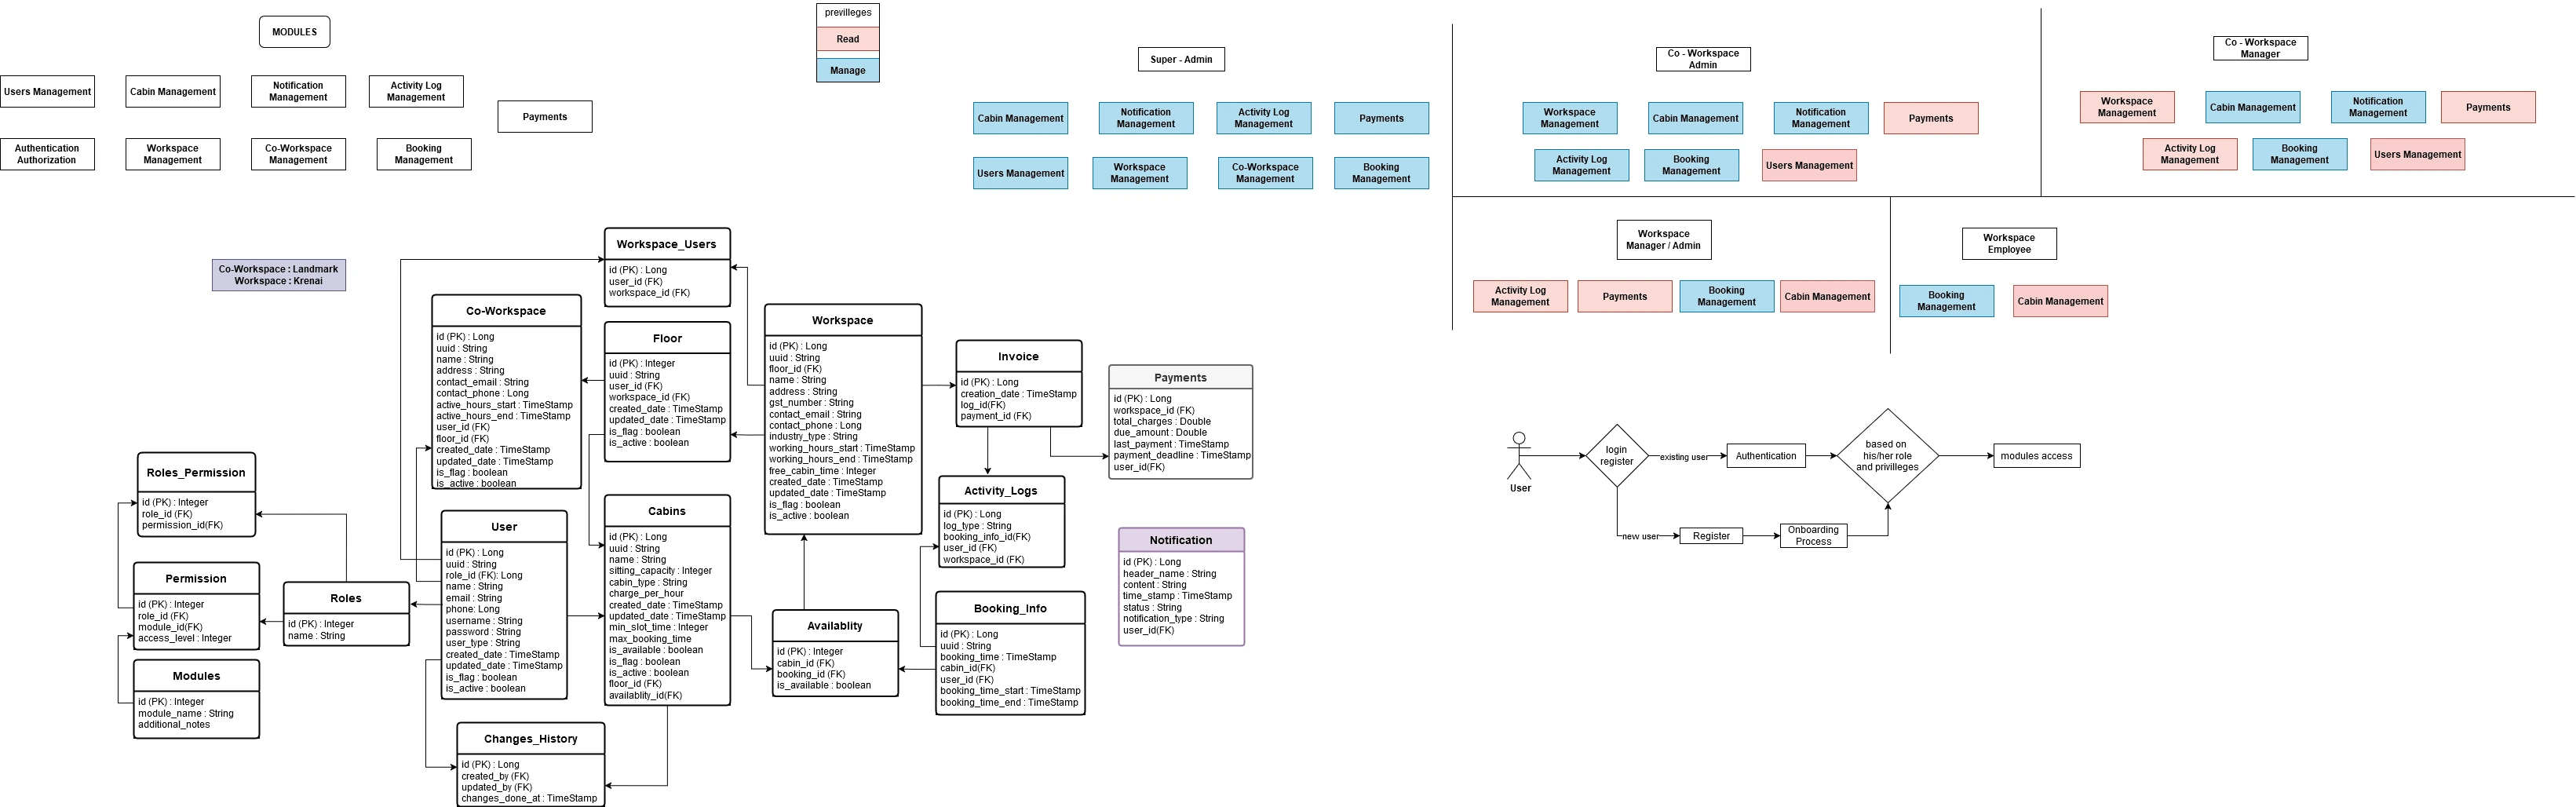 MODULES
Users Management
Cabin Management
Notification
Management
Activity Log
Management
Payments
Authentication
Authorization
Workspace
Management
Co-Workspace
Management
Booking
Management
previlleges
Read
Manage
Super - Admin
Cabin Management
Notification
Management
Activity Log
Management
Payments
Users Management
Workspace
Management
Co-Workspace
Management
Booking
Management
Co - Workspace
Admin
Workspace
Management
Cabin Management
Notification
Management
Payments
Activity Log
Management
Booking
Management
Users Management
Co - Workspace
Manager
Workspace
Management
Cabin Management
Notification
Management
Payments
Activity Log
Management
Booking
Management
Users Management
Workspace
Manager / Admin
Activity Log
Management
Payments
Booking
Management
Cabin Management
Workspace
Employee
Booking
Management
Cabin Management
Co-Workspace : Landmark
Workspace : Krenai
Workspace_Users
id (PK) : Long
user_id (FK)
workspace_id (FK)
Co-Workspace
id (PK) : Long
uuid : String
name : String
address : String
contact_email : String
contact_phone : Long
active_hours_start : TimeStamp
active_hours_end : TimeStamp
user_id (FK)
floor_id (FK)
created_date : TimeStamp
updated_date : TimeStamp
is_flag : boolean
is_active : boolean
Floor
id (PK) : Integer
uuid : String
user_id (FK)
workspace_id (FK)
created_date : TimeStamp
updated_date : TimeStamp
is_flag : boolean
is_active : boolean
Workspace
id (PK) : Long
uuid : String
floor_id (FK)
name : String
address : String
gst_number : String
contact_email : String
contact_phone : Long
industry_type : String
working_hours_start : TimeStamp
working_hours_end : TimeStamp
free_cabin_time : Integer
created_date : TimeStamp
updated_date : TimeStamp
is_flag : boolean
is_active : boolean
Invoice
id (PK) : Long
creation_date : TimeStamp
log_id(FK)
payment_id (FK)
Payments
id (PK) : Long
workspace_id (FK)
total_charges : Double
due_amount : Double
last_payment : TimeStamp
payment_deadline : TimeStamp
user_id(FK)
Roles_Permission
id (PK) : Integer
role_id (FK)
permission_id(FK)
Permission
id (PK) : Integer
role_id (FK)
module_id(FK)
access_level : Integer
Modules
id (PK) : Integer
module_name : String
additional_notes
Roles
id (PK) : Integer
name : String
User
id (PK) : Long
uuid : String
role_id (FK): Long
name : String
email : String
phone: Long
username : String
password : String
user_type : String
created_date : TimeStamp
updated_date : TimeStamp
is_flag : boolean
is_active : boolean
Cabins
id (PK) : Long
uuid : String
name : String
sitting_capacity : Integer
cabin_type : String
charge_per_hour
created_date : TimeStamp
updated_date : TimeStamp
min_slot_time : Integer
max_booking_time
is_available : boolean
is_flag : boolean
is_active : boolean
floor_id (FK)
availablity_id(FK)
Changes_History
id (PK) : Long
created_by (FK)
updated_by (FK)
changes_done_at : TimeStamp
Availablity
id (PK) : Integer
cabin_id (FK)
booking_id (FK)
is_available : boolean
Activity_Logs
id (PK) : Long
log_type : String
booking_info_id(FK)
user_id (FK)
workspace_id (FK)
Booking_Info
id (PK) : Long
uuid : String
booking_time : TimeStamp
cabin_id(FK)
user_id (FK)
booking_time_start : TimeStamp
booking_time_end : TimeStamp
Notification
id (PK) : Long
header_name : String
content : String
time_stamp : TimeStamp
status : String
notification_type : String
user_id(FK)
User
login
register
existing user
Authentication
based on
his/her role
and privilleges
modules access
new user
Register
Onboarding
Process